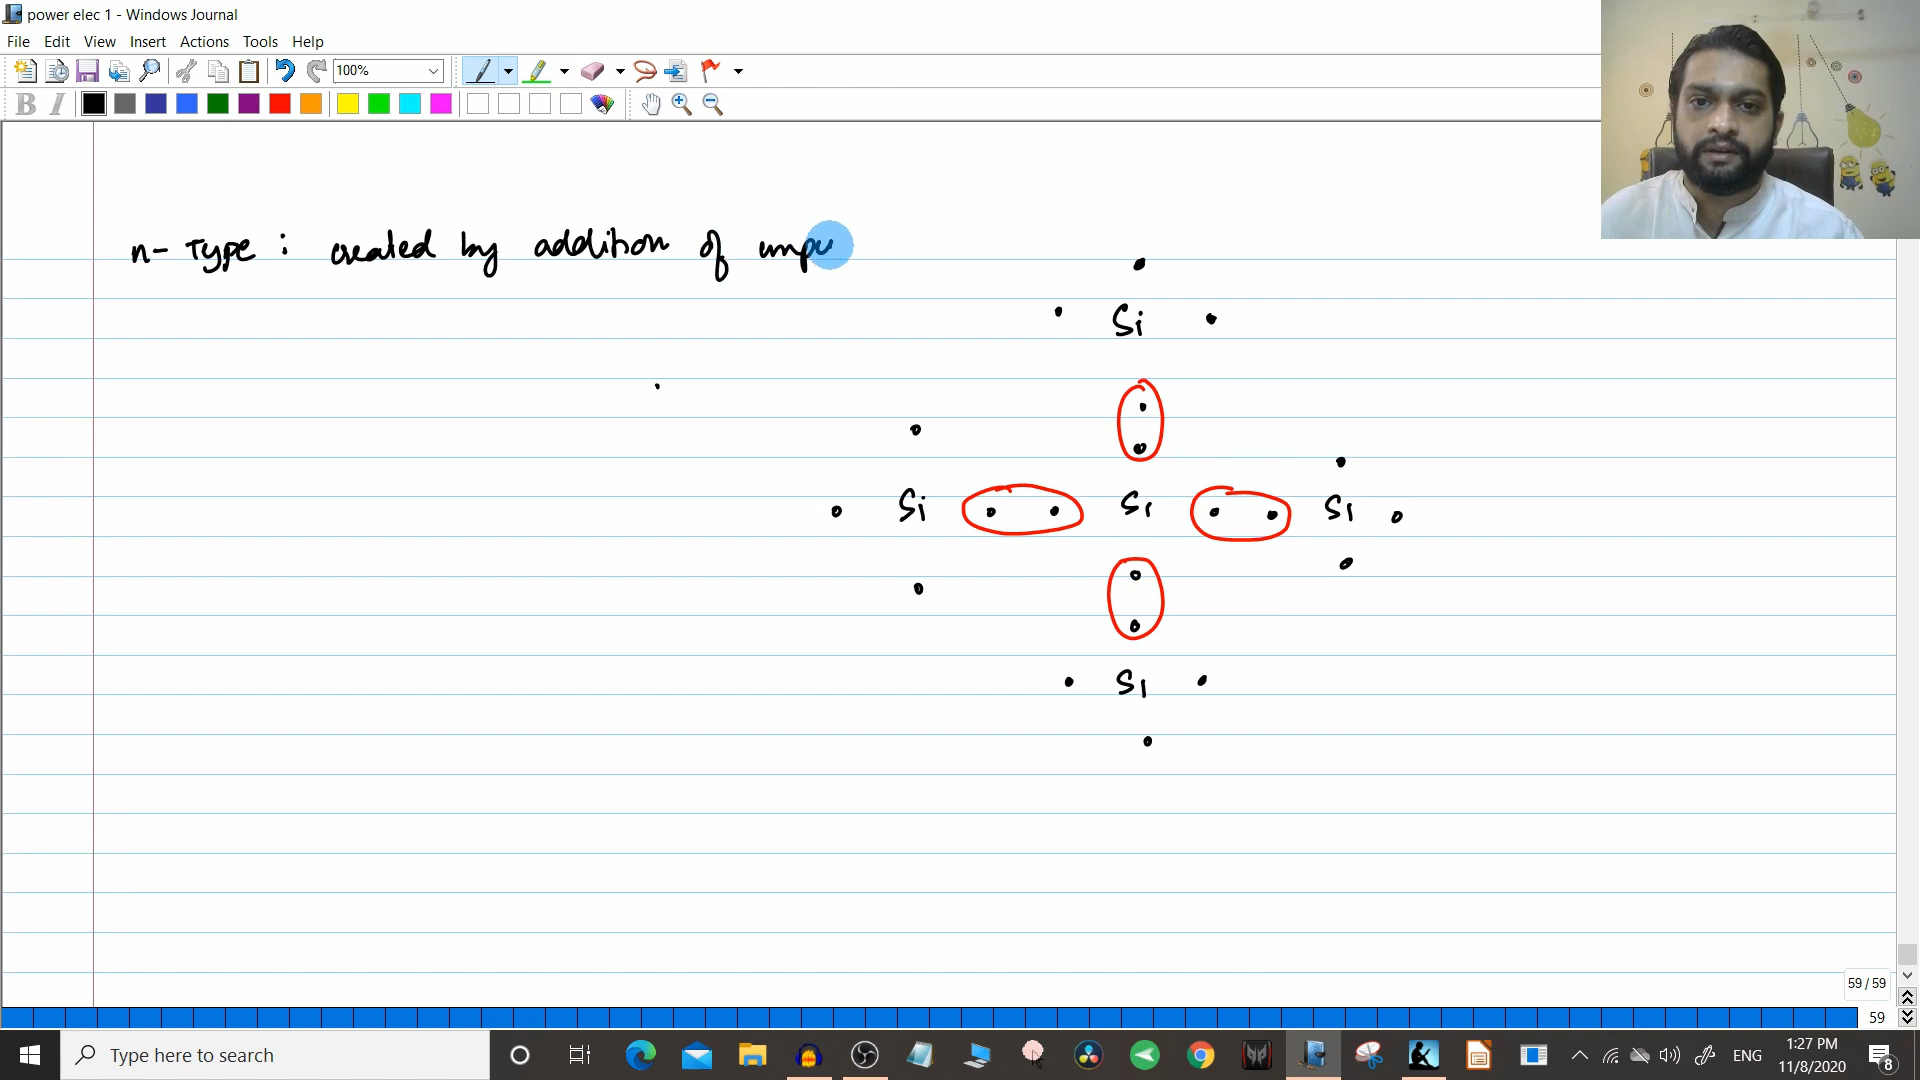 power elec 1 - Windows Journal
File Edit View Insert Actions Tools Help
100%
B I
n- Type : created by addition of impu
Si
Si Si Si
Si
59 / 59
59
Type here to search
ENG
1:27 PM
11/8/2020
8